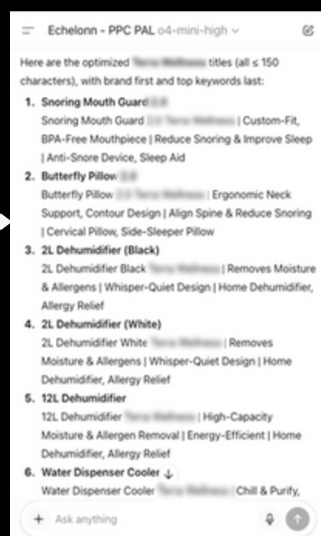 Echelonn - PPC PAL o4-mini-high
Here are the optimized titles (all ≤ 150
characters), with brand first and top keywords last:
1. Snoring Mouth Guard
Snoring Mouth Guard | Custom-Fit,
BPA-Free Mouthpiece | Reduce Snoring & Improve Sleep
| Anti-Snore Device, Sleep Aid
2. Butterfly Pillow
Butterfly Pillow | Ergonomic Neck
Support, Contour Design | Align Spine & Reduce Snoring
| Cervical Pillow, Side-Sleeper Pillow
3. 2L Dehumidifier (Black)
2L Dehumidifier Black | Removes Moisture
& Allergens | Whisper-Quiet Design | Home Dehumidifier,
Allergy Relief
4. 2L Dehumidifier (White)
2L Dehumidifier White | Removes
Moisture & Allergens | Whisper-Quiet Design | Home
Dehumidifier, Allergy Relief
5. 12L Dehumidifier
12L Dehumidifier | High-Capacity
Moisture & Allergen Removal | Energy-Efficient | Home
Dehumidifier, Allergy Relief
6. Water Dispenser Cooler
Water Dispenser Cooler | Chill & Purify,
Ask anything